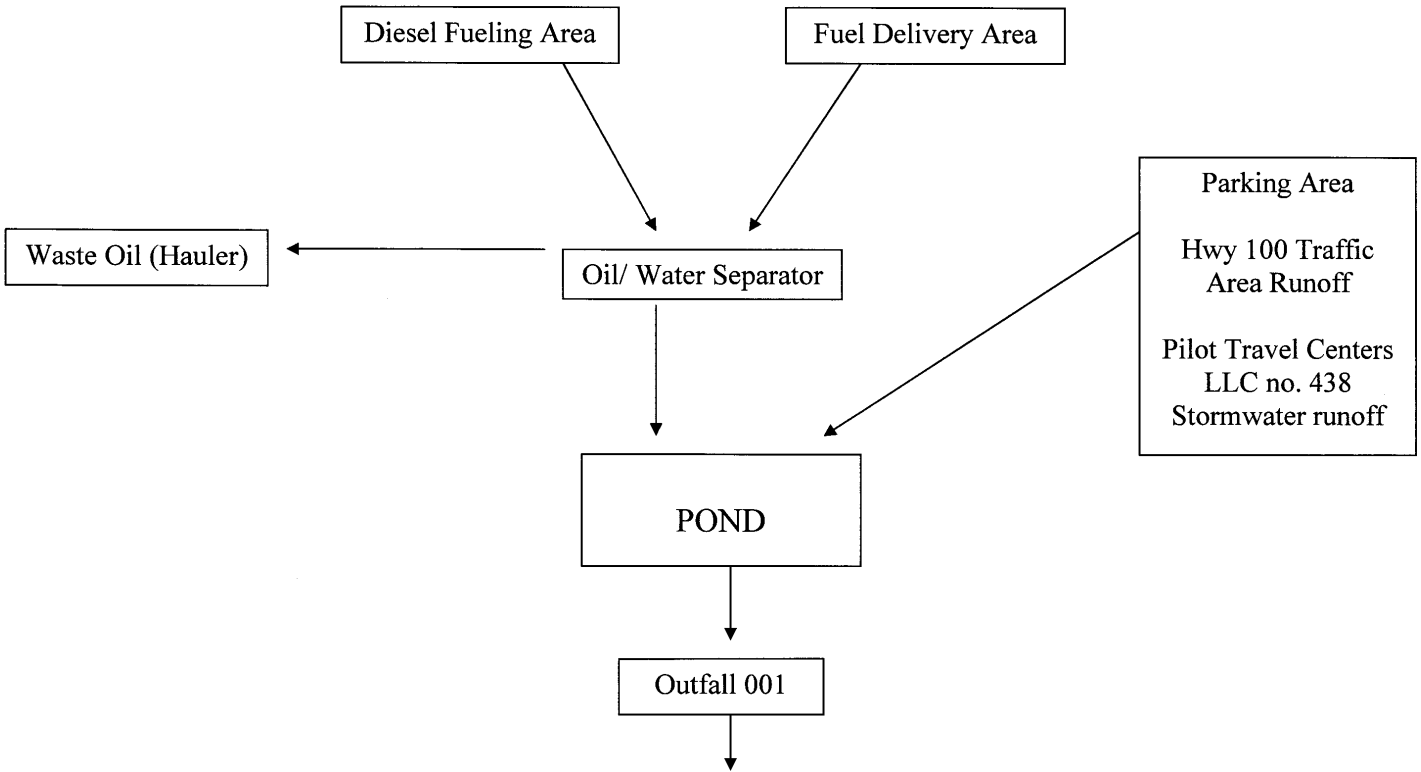 Diesel Fueling Area
Fuel Delivery Area
Parking Area
Hwy 100 Traffic
Area Runoff
Pilot Travel Centers
LLC no. 438
Stormwater runoff
Waste Oil (Hauler)
Oil/ Water Separator
POND
Outfall 001